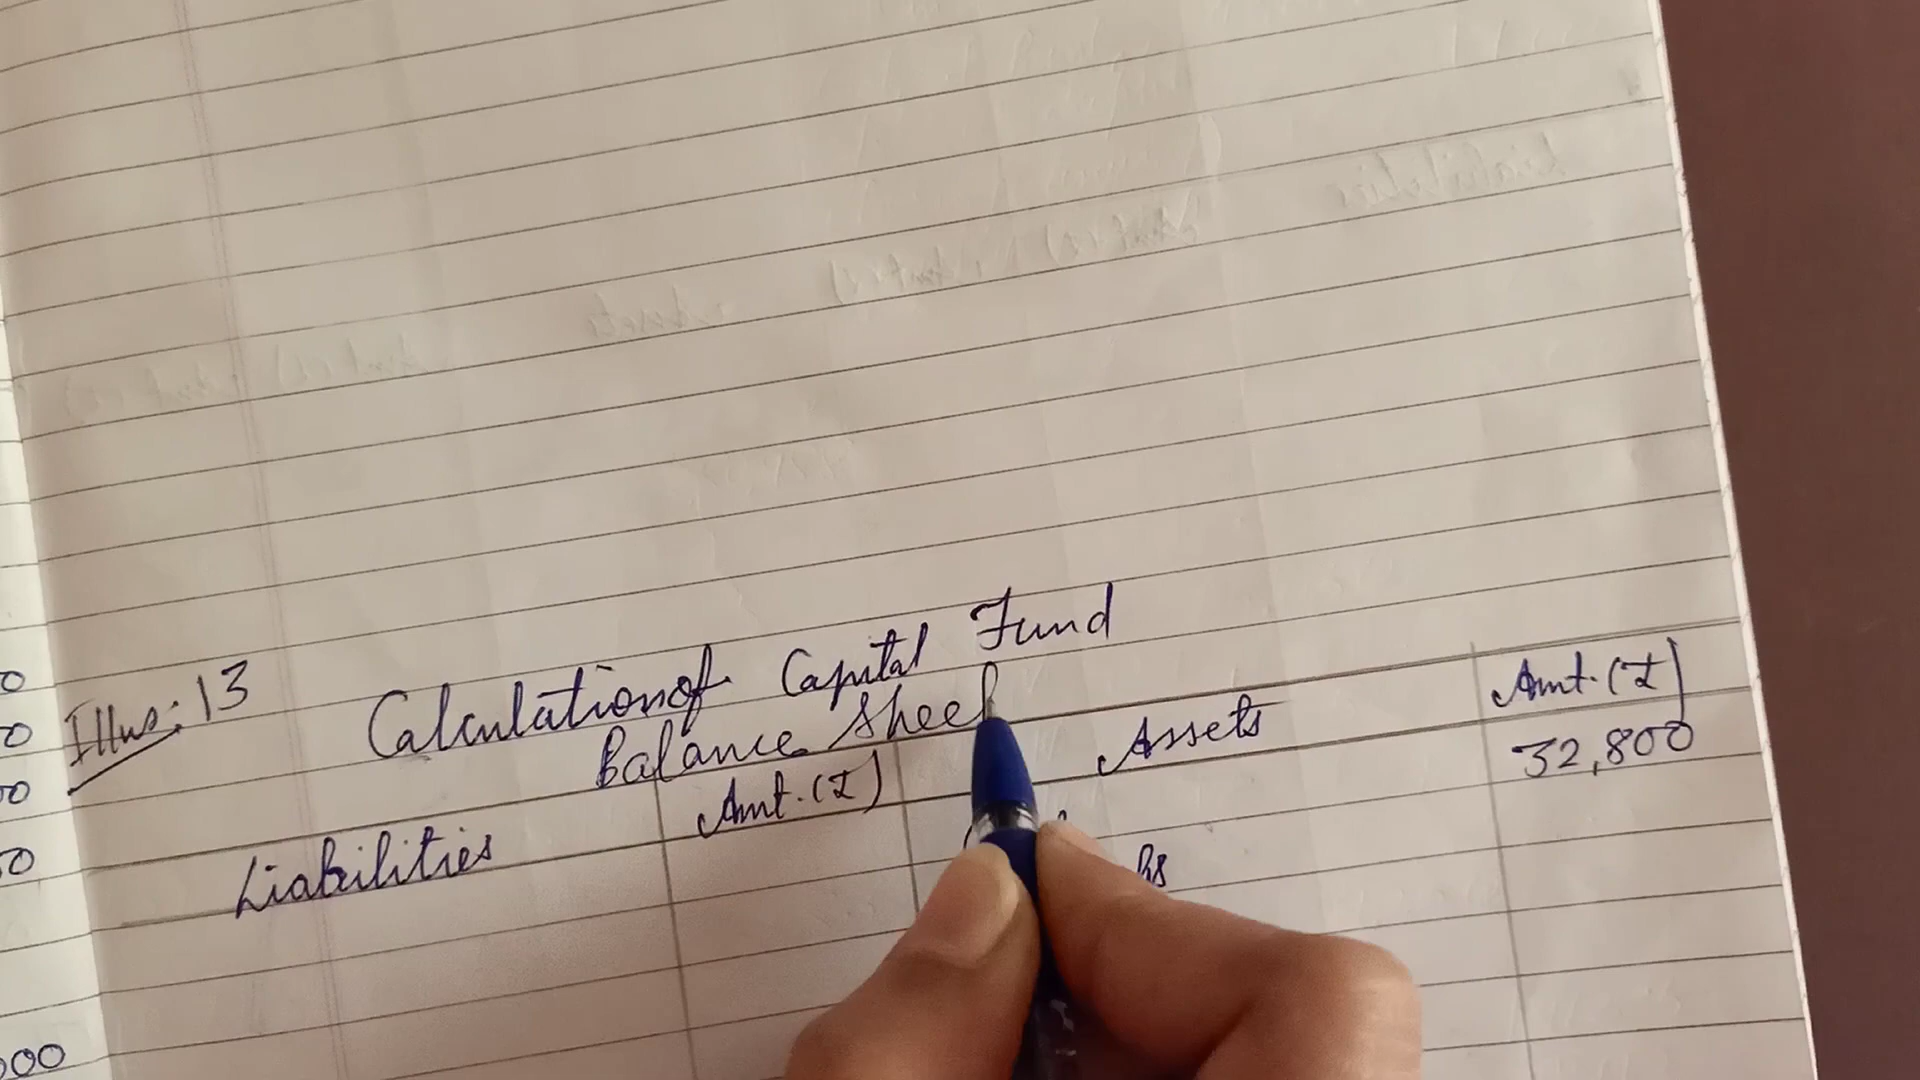 Illus: 13 Calculation of Capital Fund
Balance Sheet
Liabilities Amt. (₹) Assets Amt. (₹)
32,800